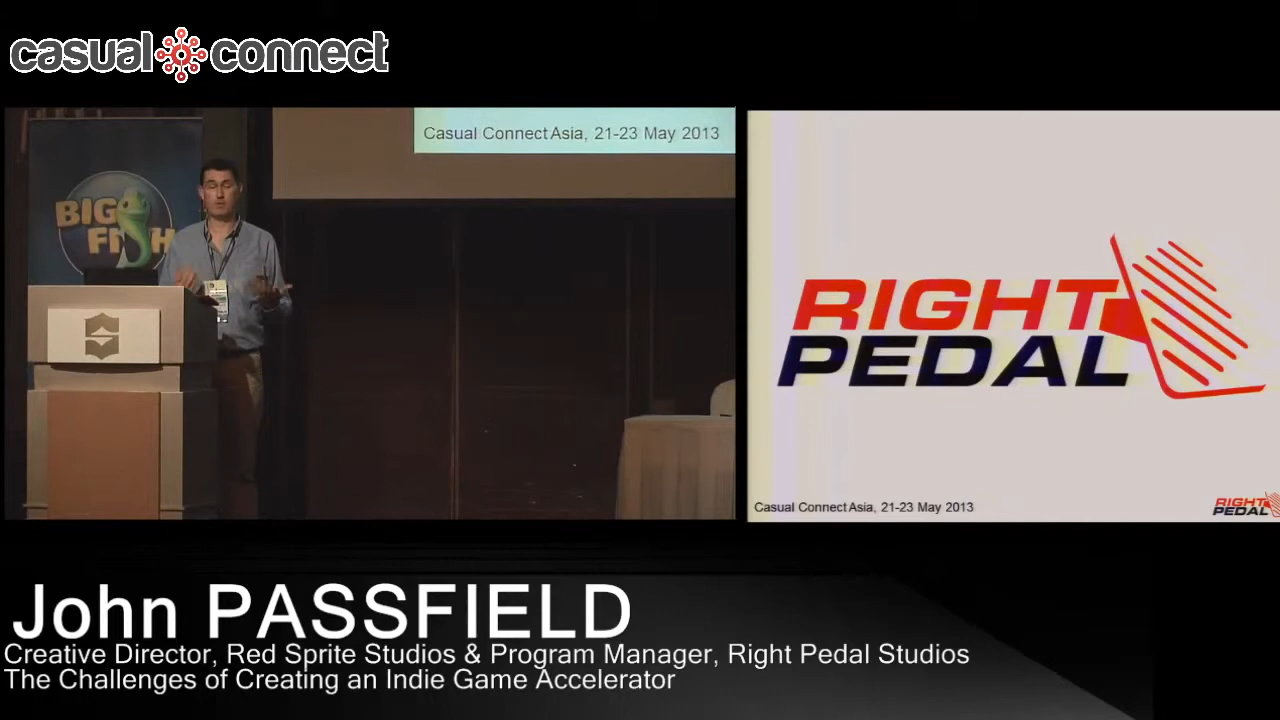 casual connect
Casual Connect Asia, 21-23 May 2013
BIG
FISH
RIGHT
PEDAL
Casual Connect Asia, 21-23 May 2013
RIGHT
PEDAL
John PASSFIELD
Creative Director, Red Sprite Studios & Program Manager, Right Pedal Studios
The Challenges of Creating an Indie Game Accelerator